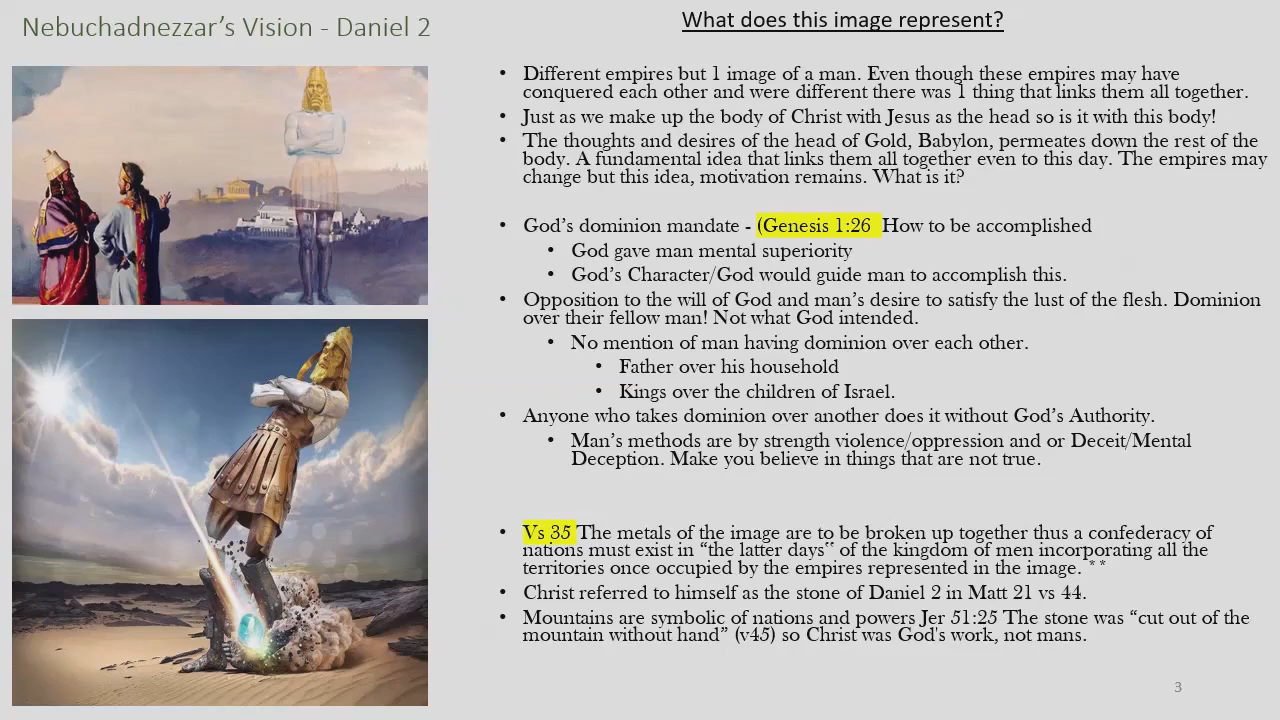 Nebuchadnezzar's Vision - Daniel 2
What does this image represent?
• Different empires but 1 image of a man. Even though these empires may have
conquered each other and were different there was 1 thing that links them all together.
• Just as we make up the body of Christ with Jesus as the head so is it with this body!
• The thoughts and desires of the head of Gold, Babylon, permeates down the rest of the
body. A fundamental idea that links them all together even to this day. The empires may
change but this idea, motivation remains. What is it?
• God's dominion mandate - (Genesis 1:26 How to be accomplished
• God gave man mental superiority
• God's Character/God would guide man to accomplish this.
• Opposition to the will of God and man's desire to satisfy the lust of the flesh. Dominion
over their fellow man! Not what God intended.
• No mention of man having dominion over each other.
• Father over his household
• Kings over the children of Israel.
• Anyone who takes dominion over another does it without God's Authority.
• Man's methods are by strength violence/oppression and or Deceit/Mental
Deception. Make you believe in things that are not true.
• Vs 35 The metals of the image are to be broken up together thus a confederacy of
nations must exist in “the latter days‟ of the kingdom of men incorporating all the
territories once occupied by the empires represented in the image. **
• Christ referred to himself as the stone of Daniel 2 in Matt 21 vs 44.
• Mountains are symbolic of nations and powers Jer 51:25 The stone was “cut out of the
mountain without hand” (v45) so Christ was God's work, not mans.
3